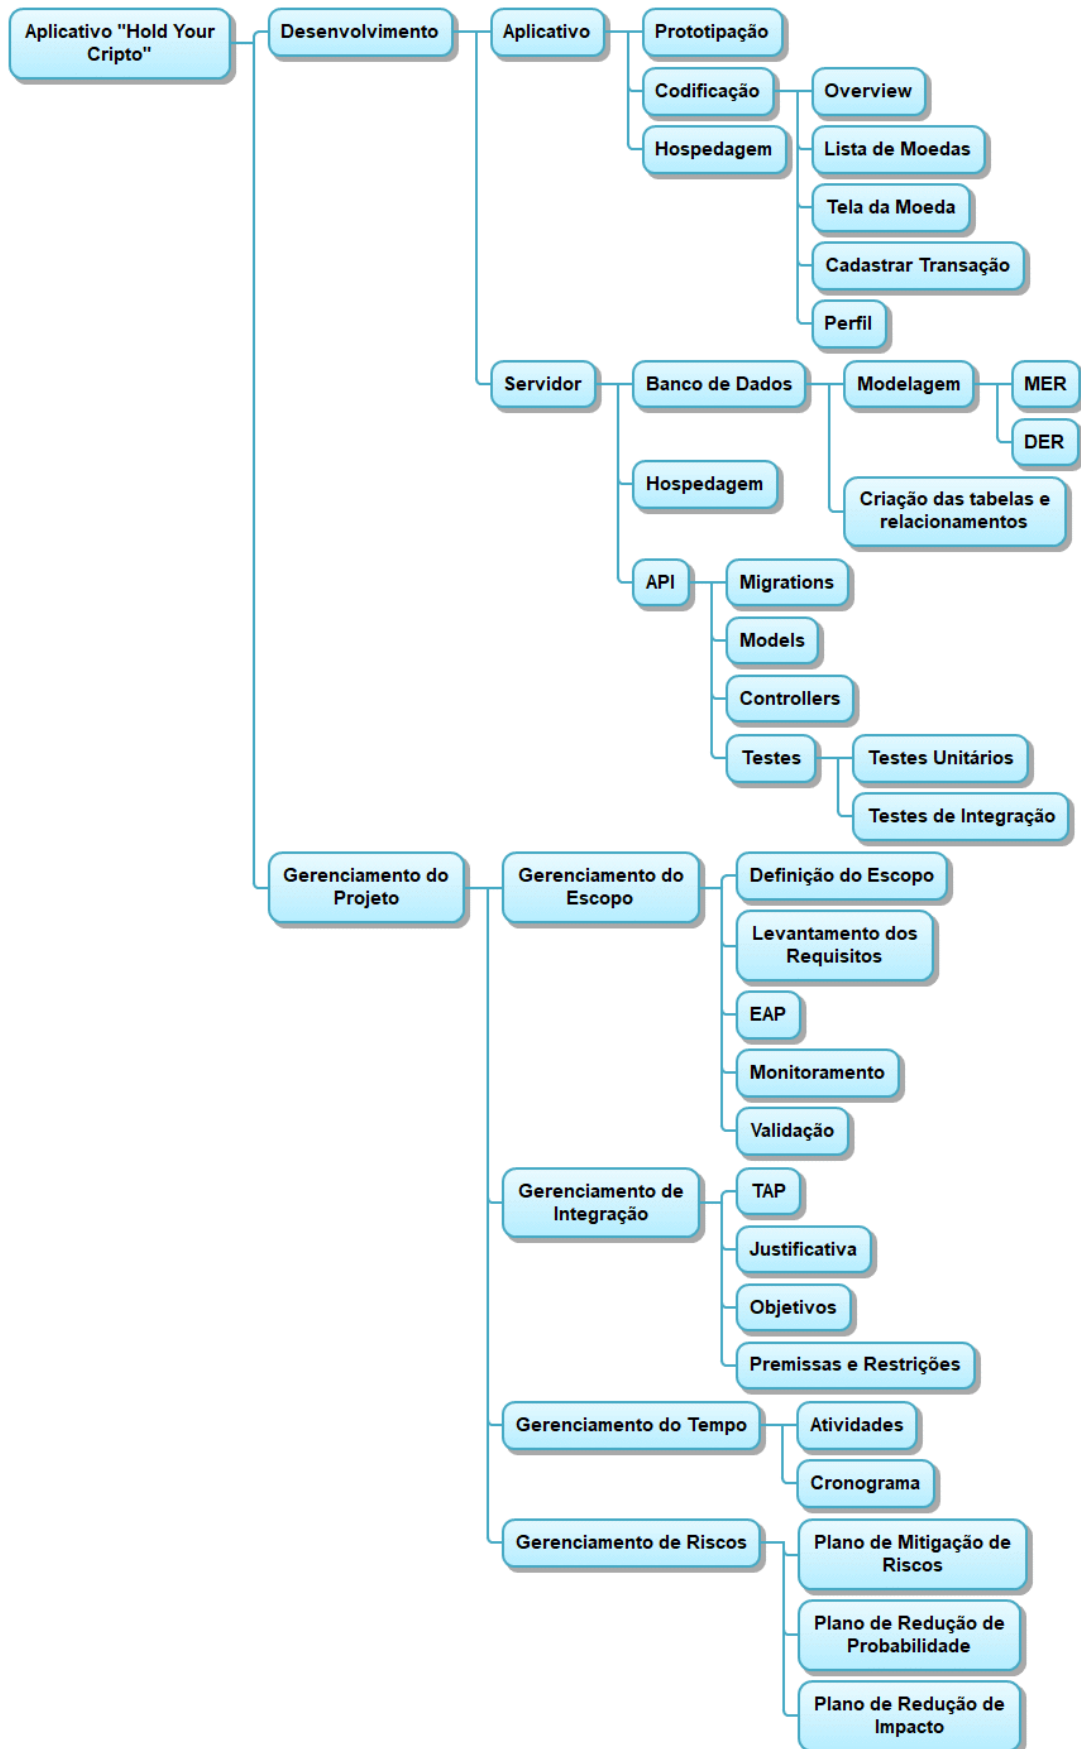 Aplicativo "Hold Your
Cripto"
Desenvolvimento
Aplicativo
Prototipação
Codificação
Overview
Lista de Moedas
Tela da Moeda
Cadastrar Transação
Perfil
Hospedagem
Servidor
Banco de Dados
Modelagem
MER
DER
Criação das tabelas e
relacionamentos
Hospedagem
API
Migrations
Models
Controllers
Testes
Testes Unitários
Testes de Integração
Gerenciamento do
Projeto
Gerenciamento do
Escopo
Definição do Escopo
Levantamento dos
Requisitos
EAP
Monitoramento
Validação
Gerenciamento de
Integração
TAP
Justificativa
Objetivos
Premissas e Restrições
Gerenciamento do Tempo
Atividades
Cronograma
Gerenciamento de Riscos
Plano de Mitigação de
Riscos
Plano de Redução de
Probabilidade
Plano de Redução de
Impacto